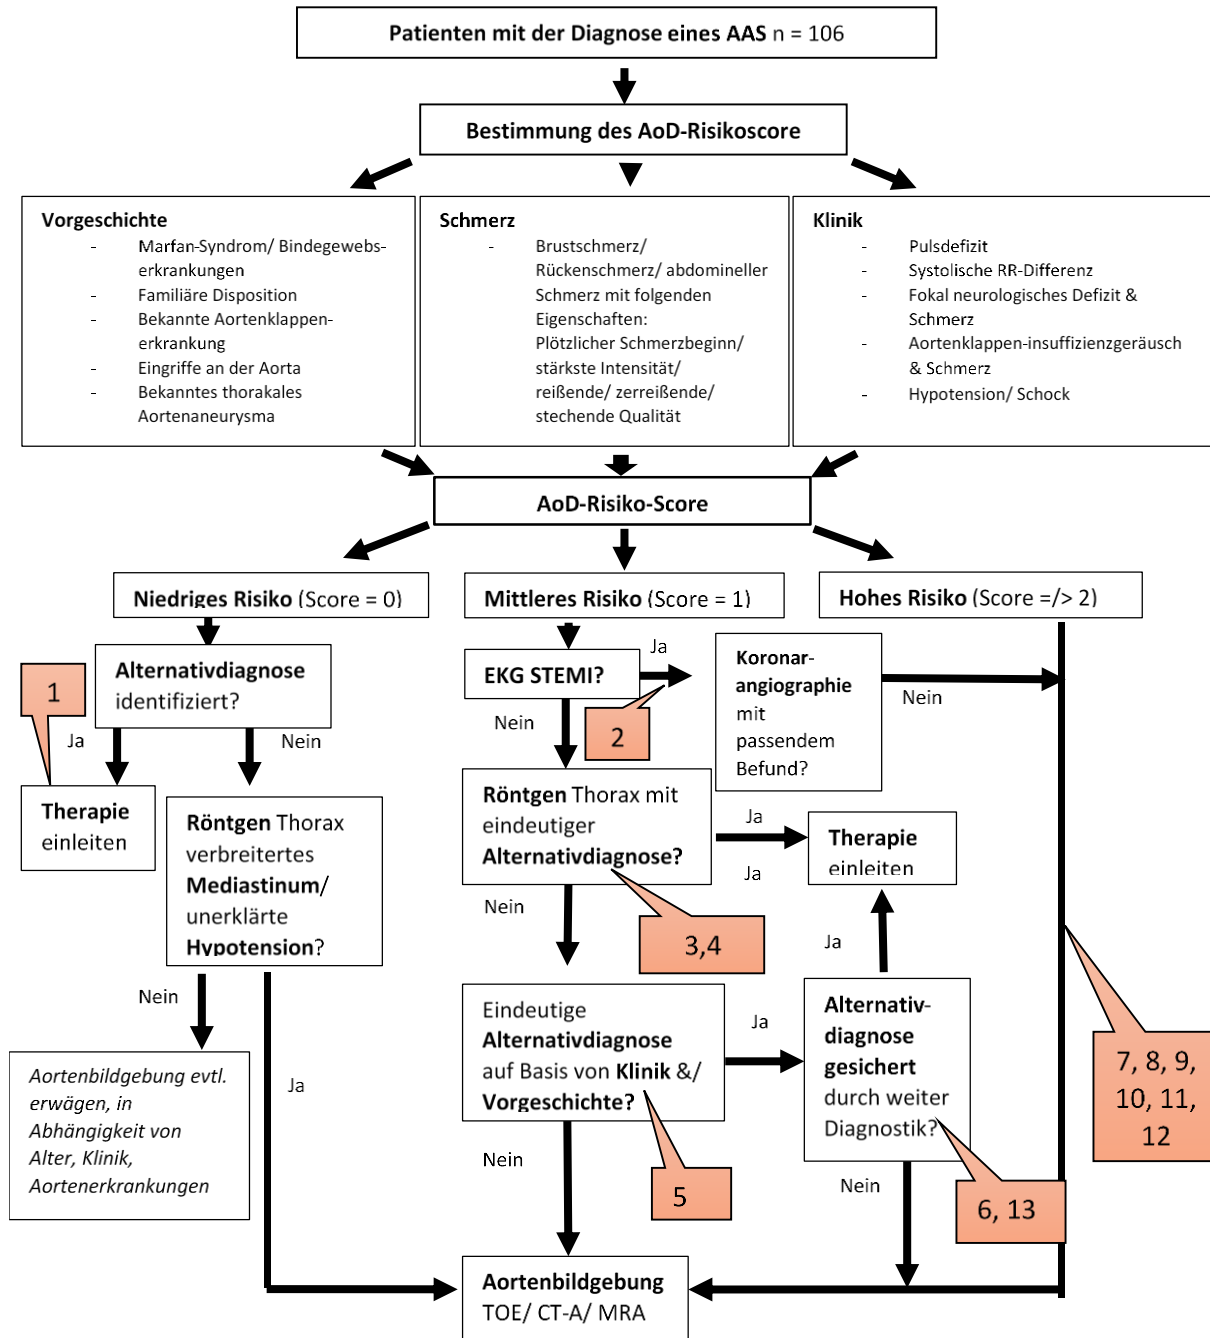 Patienten mit der Diagnose eines AAS n = 106
Bestimmung des AoD-Risikoscore
Vorgeschichte
- Marfan-Syndrom/ Bindegewebs-
erkrankungen
- Familiäre Disposition
- Bekannte Aortenklappen-
erkrankung
- Eingriffe an der Aorta
- Bekanntes thorakales
Aortenaneurysma
Schmerz
- Brustschmerz/
Rückenschmerz/ abdomineller
Schmerz mit folgenden
Eigenschaften:
Plötzlicher Schmerzbeginn/
stärkste Intensität/
reißende/ zerreißende/
stechende Qualität
Klinik
- Pulsdefizit
- Systolische RR-Differenz
- Fokal neurologisches Defizit &
Schmerz
- Aortenklappen-insuffizienzgeräusch
& Schmerz
- Hypotension/ Schock
AoD-Risiko-Score
Niedriges Risiko (Score = 0)
Mittleres Risiko (Score = 1)
Hohes Risiko (Score =/> 2)
Alternativdiagnose
identifiziert?
1
Ja
Nein
Therapie
einleiten
Röntgen Thorax
verbreitertes
Mediastinum/
unerklärte
Hypotension?
Nein
Ja
Aortenbildgebung evtl.
erwägen, in
Abhängigkeit von
Alter, Klinik,
Aortenerkrankungen
EKG STEMI?
Ja
2
Nein
Koronar-
angiographie
mit
passendem
Befund?
Nein
Röntgen Thorax mit
eindeutiger
Alternativdiagnose?
Ja
Ja
Therapie
einleiten
Nein
3,4
Ja
Eindeutige
Alternativdiagnose
auf Basis von Klinik &/
Vorgeschichte?
Ja
Alternativ-
diagnose
gesichert
durch weiter
Diagnostik?
7, 8, 9,
10, 11,
12
Nein
5
Nein
6, 13
Aortenbildgebung
TOE/ CT-A/ MRA